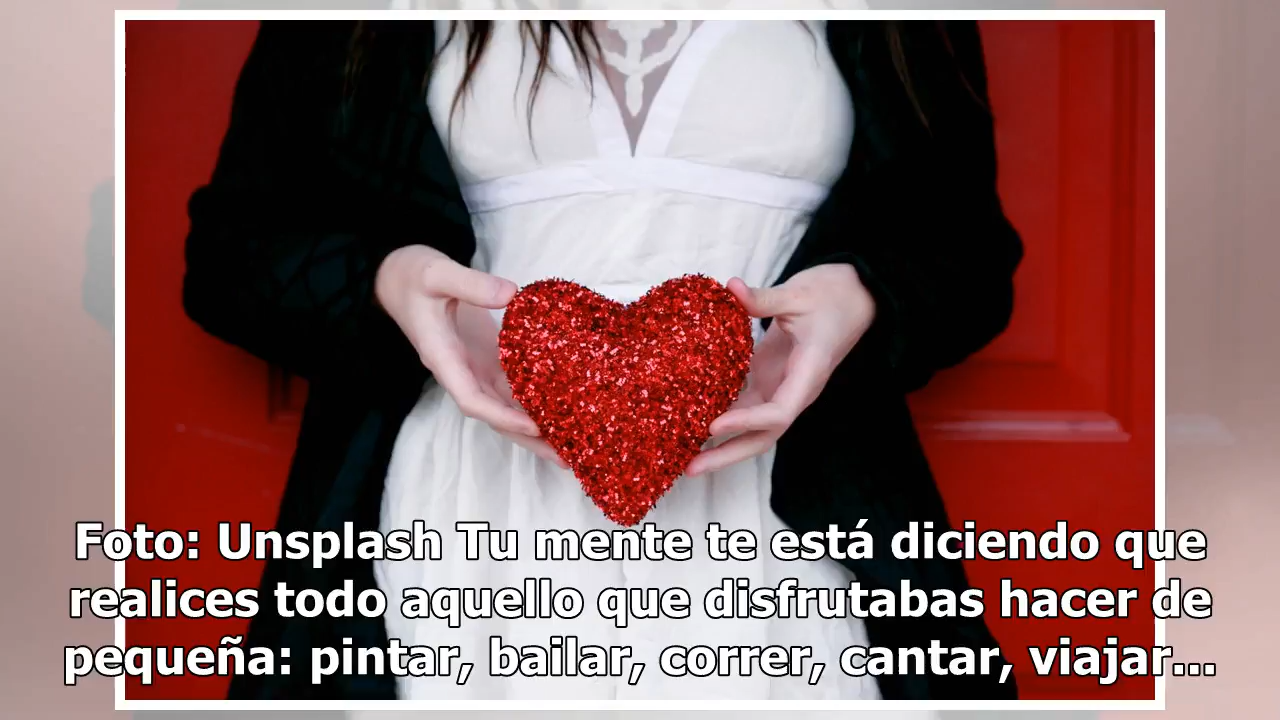 Foto: Unsplash Tu mente te está diciendo que
realices todo aquello que disfrutabas hacer de
pequeña: pintar, bailar, correr, cantar, viajar...